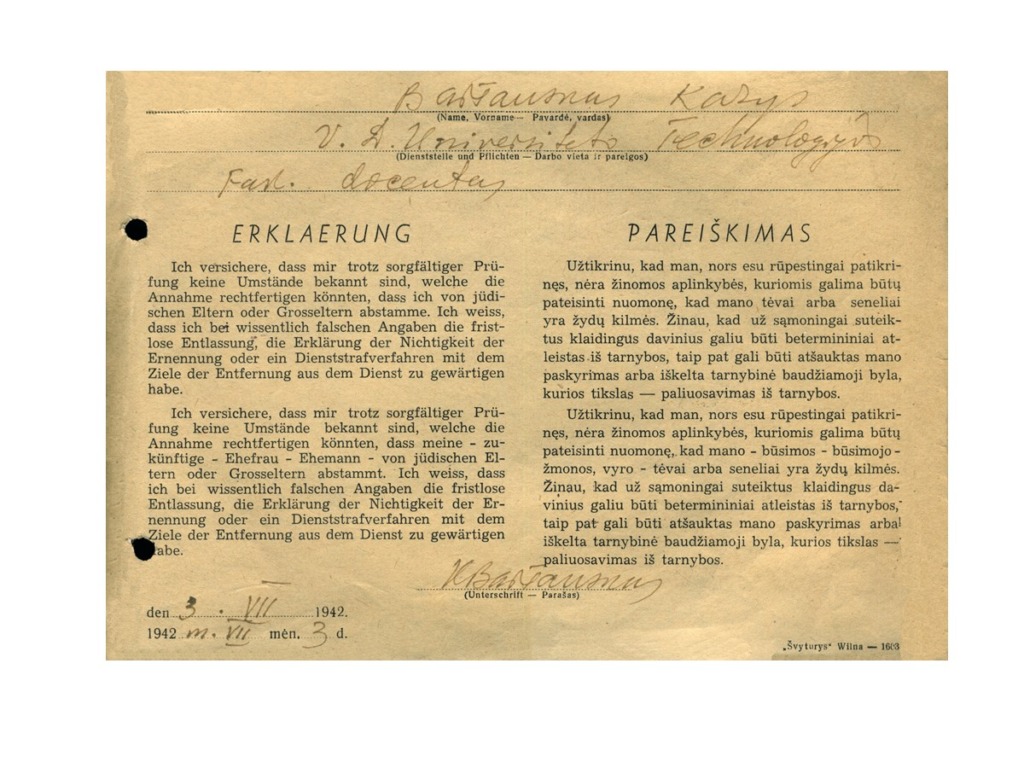 Baršauskas Kazys
(Name, Vorname — Pavardė, vardas)
V. D. Universiteto Technologijos
(Dienststelle und Pflichten — Darbo vieta ir pareigos)
Fak. docentas
ERKLAERUNG
Ich versichere, dass mir trotz sorgfältiger Prü-
fung keine Umstände bekannt sind, welche die
Annahme rechtfertigen könnten, dass ich von jüdi-
schen Eltern oder Grosseltern abstamme. Ich weiss,
dass ich bei wissentlich falschen Angaben die frist-
lose Entlassung, die Erklärung der Nichtigkeit der
Ernennung oder ein Dienststrafverfahren mit dem
Ziele der Entfernung aus dem Dienst zu gewärtigen
habe.
Ich versichere, dass mir trotz sorgfältiger Prü-
fung keine Umstände bekannt sind, welche die
Annahme rechtfertigen könnten, dass meine - zu-
künftige - Ehefrau - Ehemann - von jüdischen El-
tern oder Grosseltern abstammt. Ich weiss, dass
ich bei wissentlich falschen Angaben die fristlose
Entlassung, die Erklärung der Nichtigkeit der Er-
nennung oder ein Dienststrafverfahren mit dem
Ziele der Entfernung aus dem Dienst zu gewärtigen
habe.
PAREIŠKIMAS
Užtikrinu, kad man, nors esu rūpestingai patikri-
nęs, nėra žinomos aplinkybės, kuriomis galima būtų
pateisinti nuomonę, kad mano tėvai arba seneliai
yra žydų kilmės. Žinau, kad už sąmoningai suteik-
tus klaidingus davinius galiu būti betermininiai at-
leistas iš tarnybos, taip pat gali būti atšauktas mano
paskyrimas arba iškelta tarnybinė baudžiamoji byla,
kurios tikslas — paliuosavimas iš tarnybos.
Užtikrinu, kad man, nors esu rūpestingai patikri-
nęs, nėra žinomos aplinkybės, kuriomis galima būtų
pateisinti nuomonę, kad mano - būsimos - būsimojo -
žmonos, vyro - tėvai arba seneliai yra žydų kilmės.
Žinau, kad už sąmoningai suteiktus klaidingus da-
vinius galiu būti betermininiai atleistas iš tarnybos,
taip pat gali būti atšauktas mano paskyrimas arba
iškelta tarnybinė baudžiamoji byla, kurios tikslas —
paliuosavimas iš tarnybos.
KBaršauskas
(Unterschrift — Parašas)
den 3. VII 1942.
1942 m. VII mėn. 3 d.
„Švyturys“ Wilna — 1603